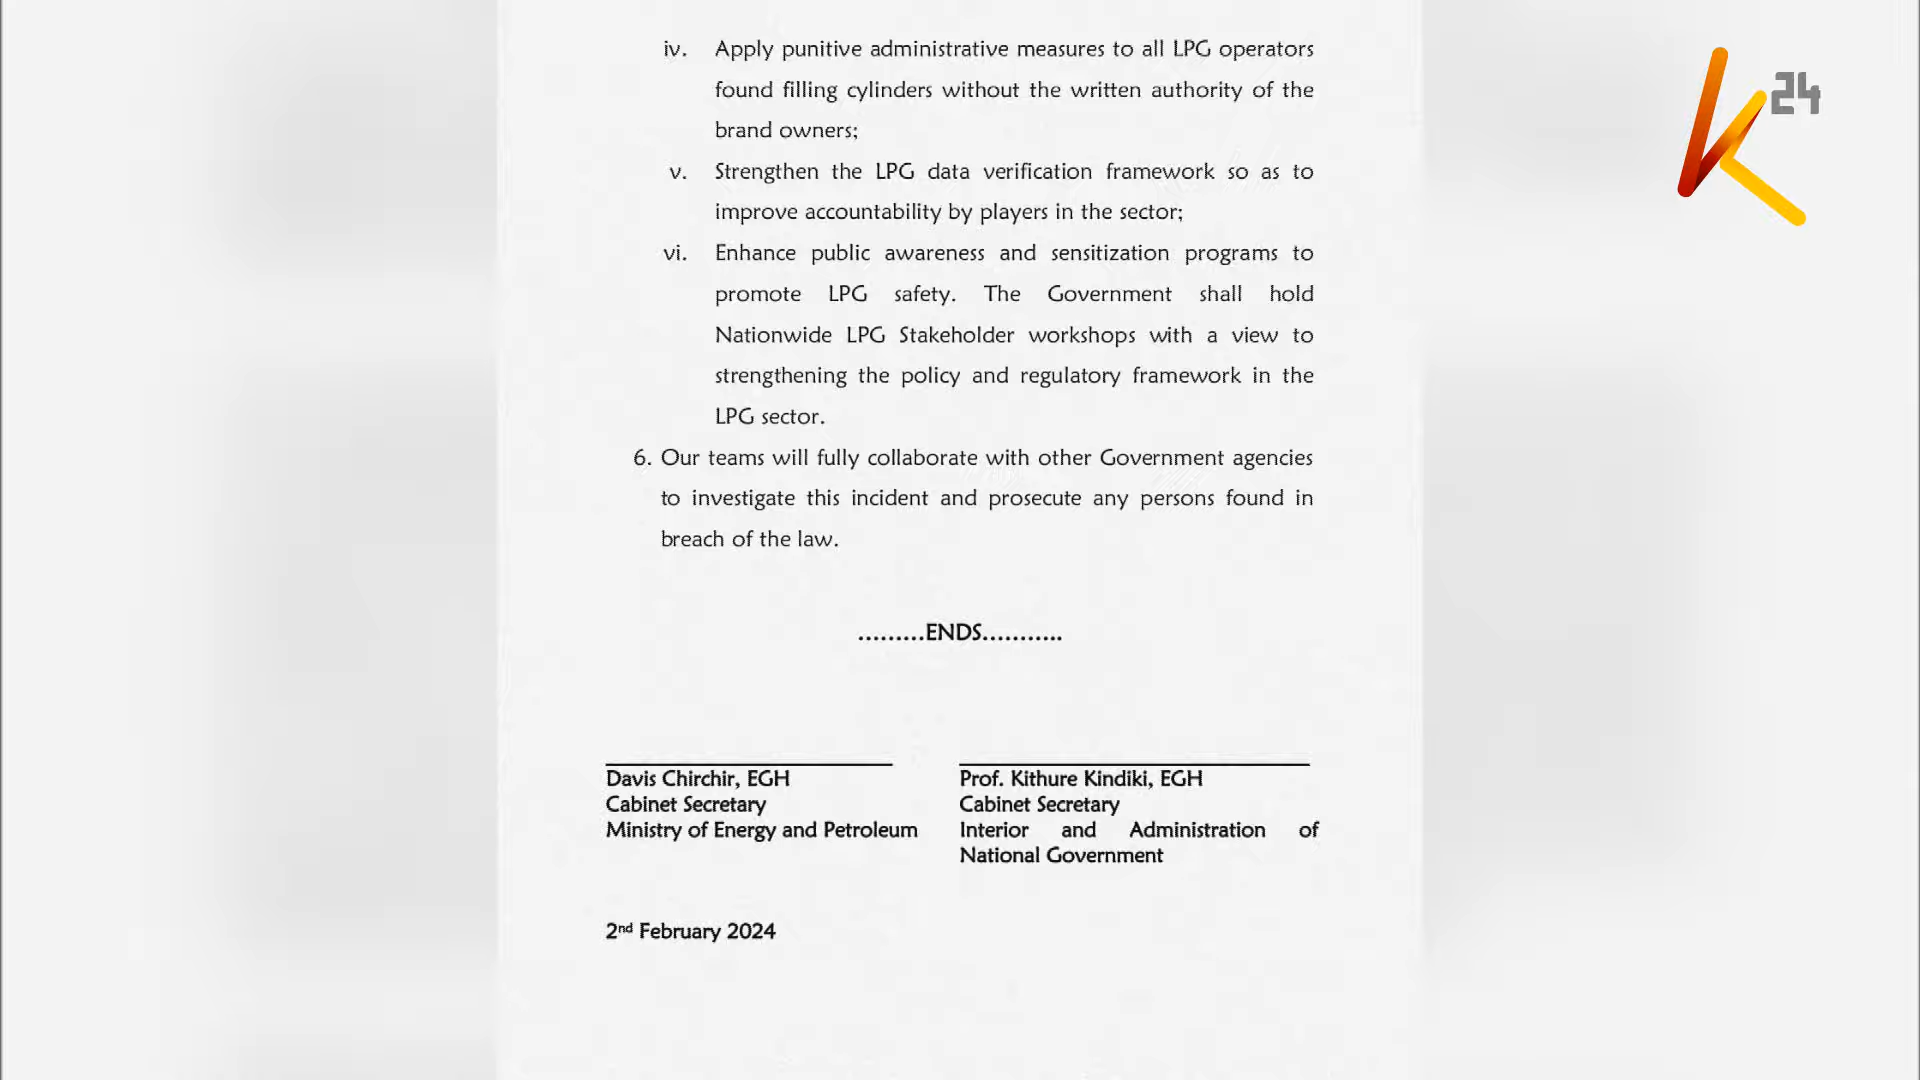 iv. Apply punitive administrative measures to all LPG operators
found filling cylinders without the written authority of the
brand owners;
v. Strengthen the LPG data verification framework so as to
improve accountability by players in the sector;
vi. Enhance public awareness and sensitization programs to
promote LPG safety. The Government shall hold
Nationwide LPG Stakeholder workshops with a view to
strengthening the policy and regulatory framework in the
LPG sector.
6. Our teams will fully collaborate with other Government agencies
to investigate this incident and prosecute any persons found in
breach of the law.
………ENDS………..
Davis Chirchir, EGH
Cabinet Secretary
Ministry of Energy and Petroleum
Prof. Kithure Kindiki, EGH
Cabinet Secretary
Interior and Administration of
National Government
2nd February 2024
K24